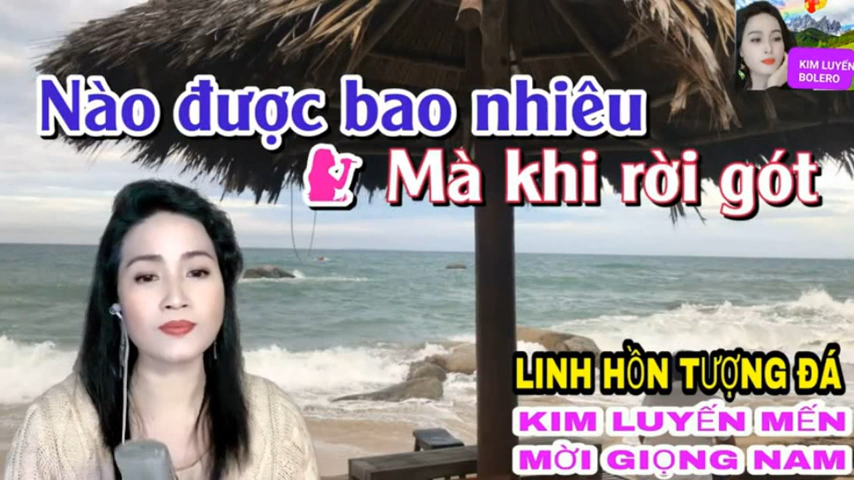 KIM LUYẾN
BOLERO
Nào được bao nhiêu
Mà khi rời gót
LINH HỒN TƯỢNG ĐÁ
KIM LUYẾN MẾN
MỜI GIỌNG NAM